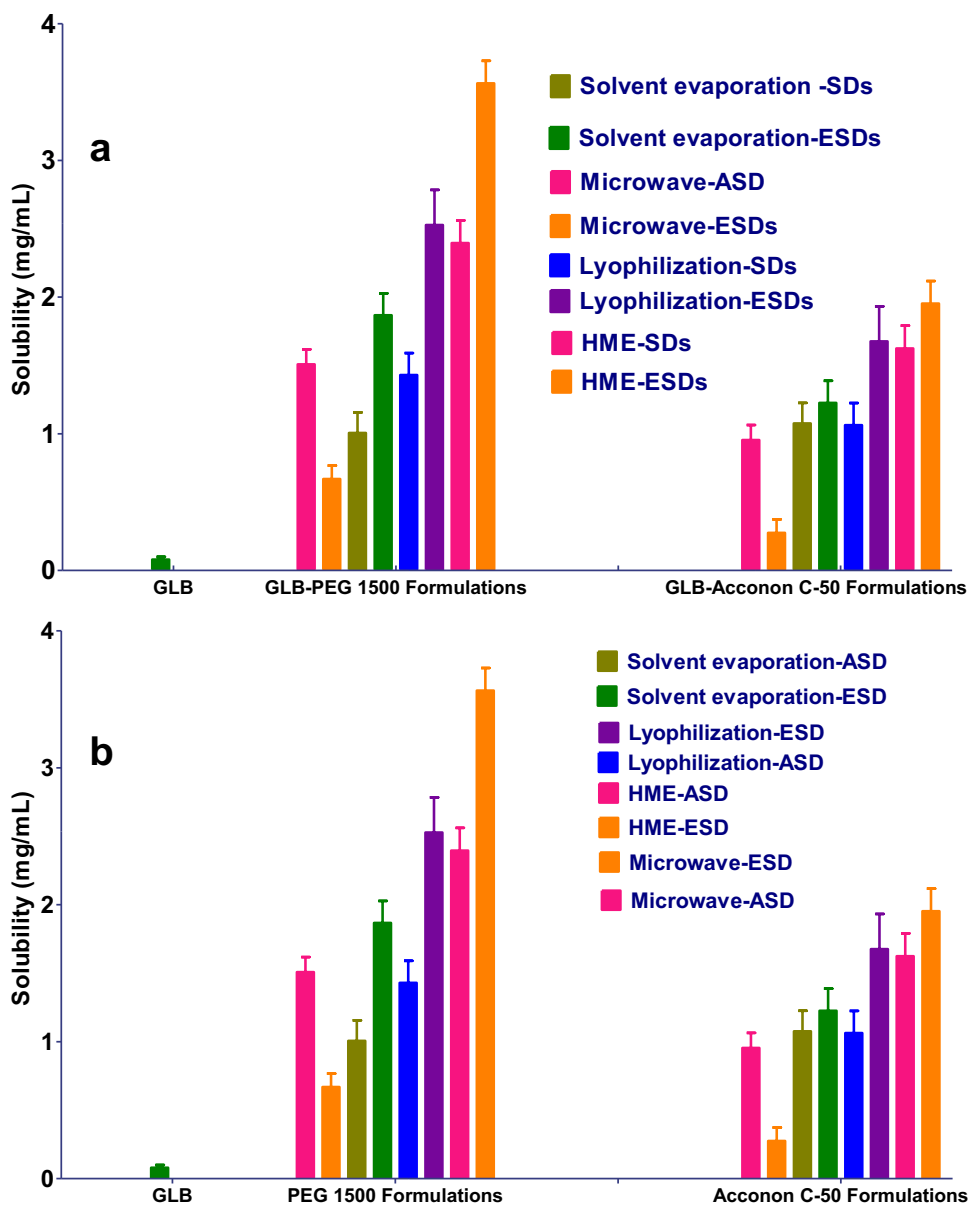 4
3
2
1
0
Solubility (mg/mL)
a
Solvent evaporation -SDs
Solvent evaporation-ESDs
Microwave-ASD
Microwave-ESDs
Lyophilization-SDs
Lyophilization-ESDs
HME-SDs
HME-ESDs
GLB
GLB-PEG 1500 Formulations
GLB-Acconon C-50 Formulations
4
3
2
1
0
Solubility (mg/mL)
b
Solvent evaporation-ASD
Solvent evaporation-ESD
Lyophilization-ESD
Lyophilization-ASD
HME-ASD
HME-ESD
Microwave-ESD
Microwave-ASD
GLB
PEG 1500 Formulations
Acconon C-50 Formulations